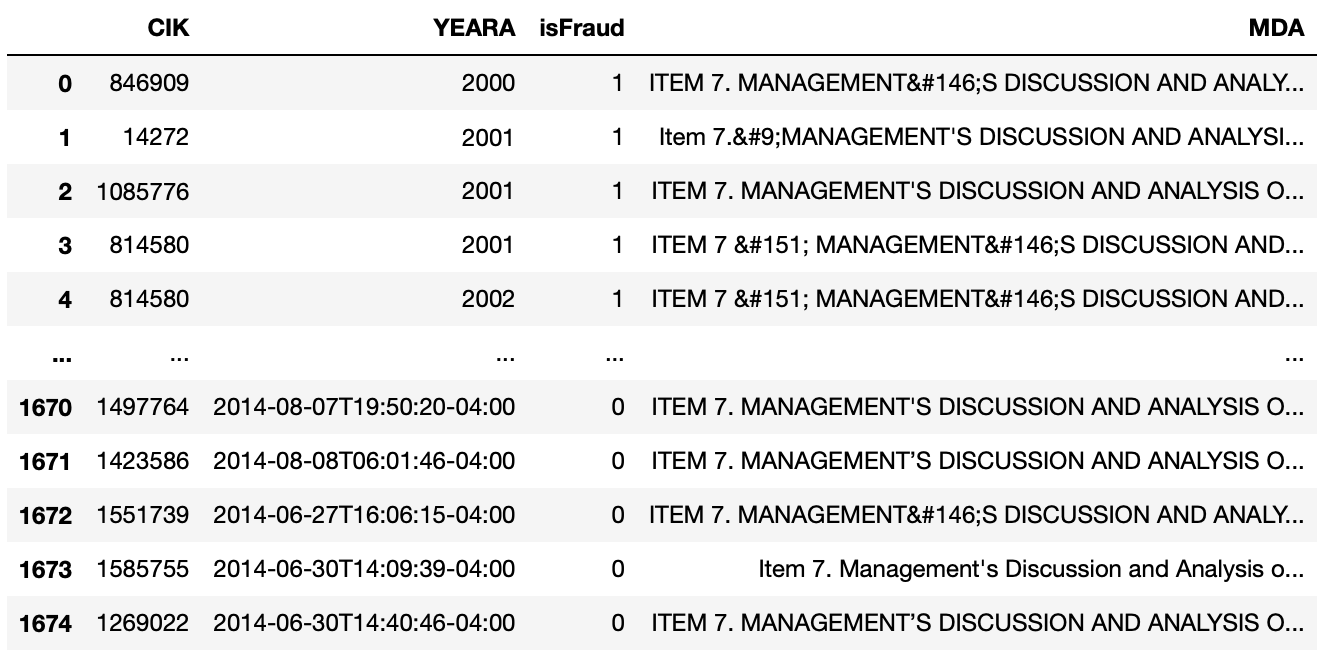 CIK YEARA isFraud MDA
0 846909 2000 1 ITEM 7. MANAGEMENT&#146;S DISCUSSION AND ANALY...
1 14272 2001 1 Item 7.&#9;MANAGEMENT'S DISCUSSION AND ANALYSI...
2 1085776 2001 1 ITEM 7. MANAGEMENT'S DISCUSSION AND ANALYSIS O...
3 814580 2001 1 ITEM 7 &#151; MANAGEMENT&#146;S DISCUSSION AND...
4 814580 2002 1 ITEM 7 &#151; MANAGEMENT&#146;S DISCUSSION AND...
... ... ... ... ...
1670 1497764 2014-08-07T19:50:20-04:00 0 ITEM 7. MANAGEMENT'S DISCUSSION AND ANALYSIS O...
1671 1423586 2014-08-08T06:01:46-04:00 0 ITEM 7. MANAGEMENT’S DISCUSSION AND ANALYSIS O...
1672 1551739 2014-06-27T16:06:15-04:00 0 ITEM 7. MANAGEMENT&#146;S DISCUSSION AND ANALY...
1673 1585755 2014-06-30T14:09:39-04:00 0 Item 7. Management's Discussion and Analysis o...
1674 1269022 2014-06-30T14:40:46-04:00 0 ITEM 7. MANAGEMENT’S DISCUSSION AND ANALYSIS O...